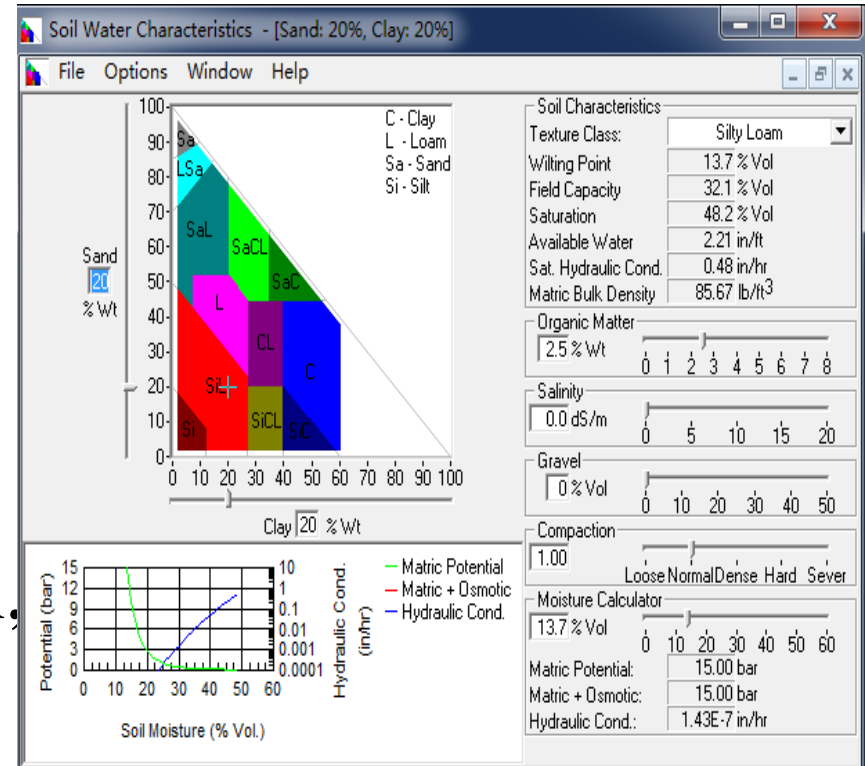 Soil Water Characteristics - [Sand: 20%, Clay: 20%]
File Options Window Help
100
90
80
70
60
50
40
30
20
10
0
Sand
20
% Wt
C - Clay
L - Loam
Sa - Sand
Si - Silt
Sa
LSa
SaL
SaCL
SaC
L
CL
C
SiL
SiCL
Si
SiC
0 10 20 30 40 50 60 70 80 90 100
Clay 20 % Wt
Soil Characteristics
Texture Class: Silty Loam
Wilting Point 13.7 % Vol
Field Capacity 32.1 % Vol
Saturation 48.2 % Vol
Available Water 2.21 in/ft
Sat. Hydraulic Cond. 0.48 in/hr
Matric Bulk Density 85.67 lb/ft3
Organic Matter
2.5 % Wt
0 1 2 3 4 5 6 7 8
Salinity
0.0 dS/m
0 5 10 15 20
Gravel
0 % Vol
0 10 20 30 40 50
Compaction
1.00
Loose Normal Dense Hard Sever
Moisture Calculator
13.7 % Vol
0 10 20 30 40 50 60
Matric Potential: 15.00 bar
Matric + Osmotic: 15.00 bar
Hydraulic Cond.: 1.43E-7 in/hr
Potential (bar)
15
12
9
6
3
0
0 10 20 30 40 50 60
Soil Moisture (% Vol.)
10
1
0.1
0.01
0.001
0.0001
Hydraulic Cond.
(in/hr)
Matric Potential
Matric + Osmotic
Hydraulic Cond.